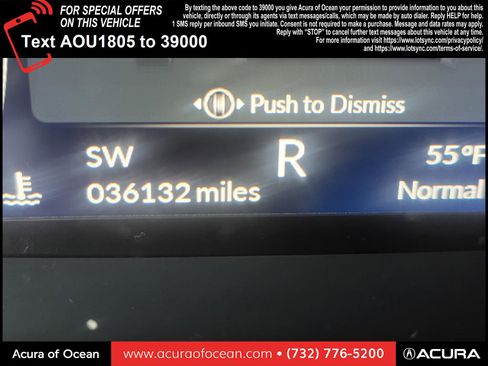 FOR SPECIAL OFFERS
ON THIS VEHICLE
Text AOU1805 to 39000
By texting the above code to 39000 you give Acura of Ocean your permission to provide you information about this
vehicle, directly or through its agents via text messages/calls, which may be made by auto dialer. Reply HELP for help.
1 SMS reply per inbound SMS you initiate. Consent is not required to make a purchase. Message and data rates may apply.
Reply with "STOP" to cancel further text messages about this vehicle at any time.
For more information visit https://www.lotsync.com/privacypolicy/
and https://www.lotsync.com/terms-of-service/.
Push to Dismiss
SW
R
55°F
036132 miles
Normal
Acura of Ocean
www.acuraofocean.com • (732) 776-5200
ACURA